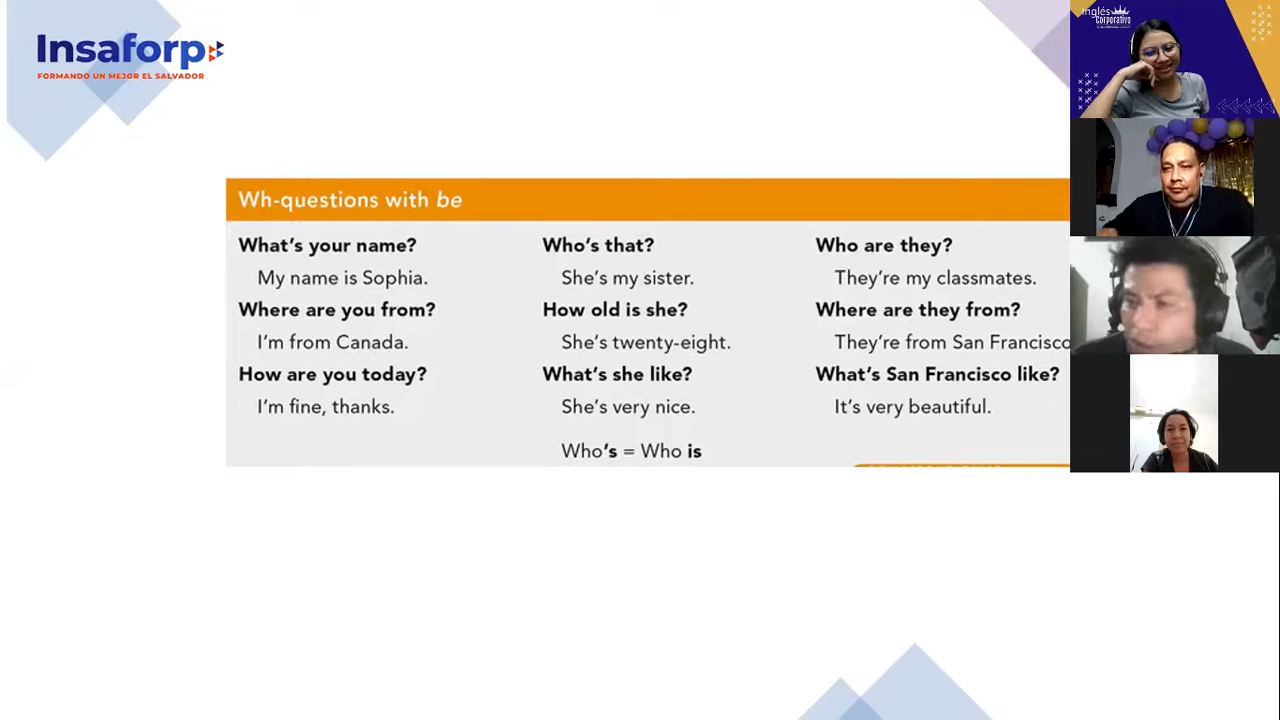 Insaforp
FORMANDO UN MEJOR EL SALVADOR
Inglés
Corporativo
Wh-questions with be
What's your name?
My name is Sophia.
Where are you from?
I'm from Canada.
How are you today?
I'm fine, thanks.
Who's that?
She's my sister.
How old is she?
She's twenty-eight.
What's she like?
She's very nice.
Who's = Who is
Who are they?
They're my classmates.
Where are they from?
They're from San Francisco
What's San Francisco like?
It's very beautiful.